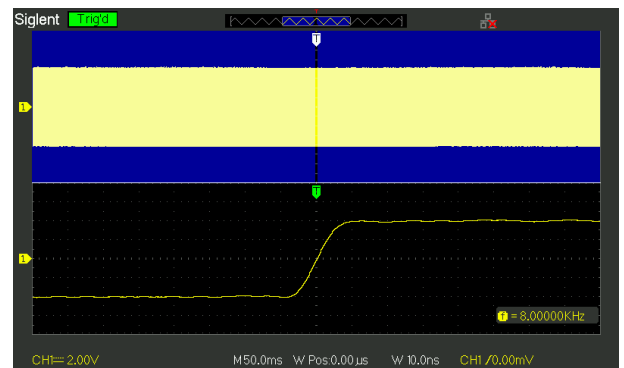 Siglent Trig'd
T
1
T
1
f = 8.00000KHz
CH1 2.00V M50.0ms W Pos:0.00µs W 10.0ns CH1 /0.00mV